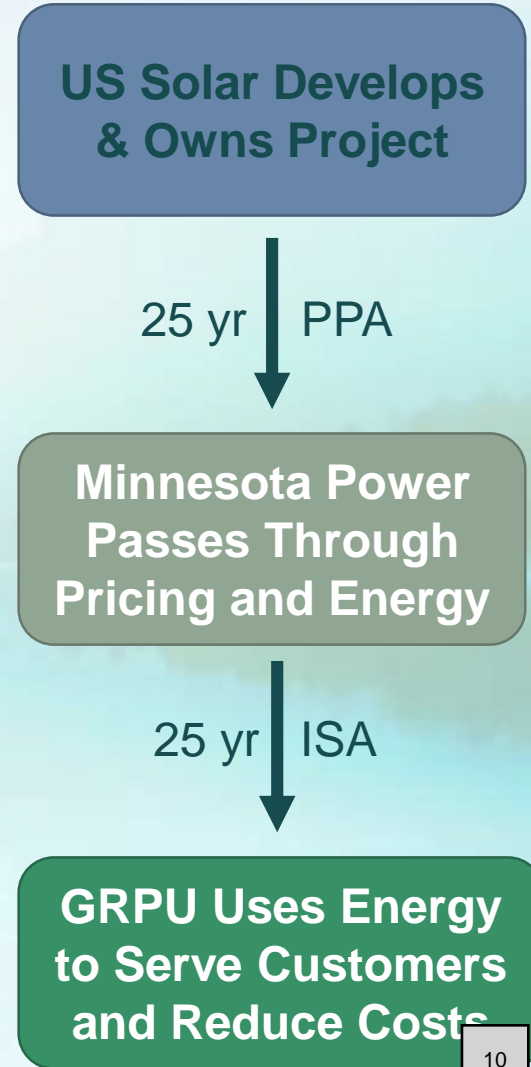 US Solar Develops
& Owns Project
25 yr PPA
Minnesota Power
Passes Through
Pricing and Energy
25 yr ISA
GRPU Uses Energy
to Serve Customers
and Reduce Costs
10